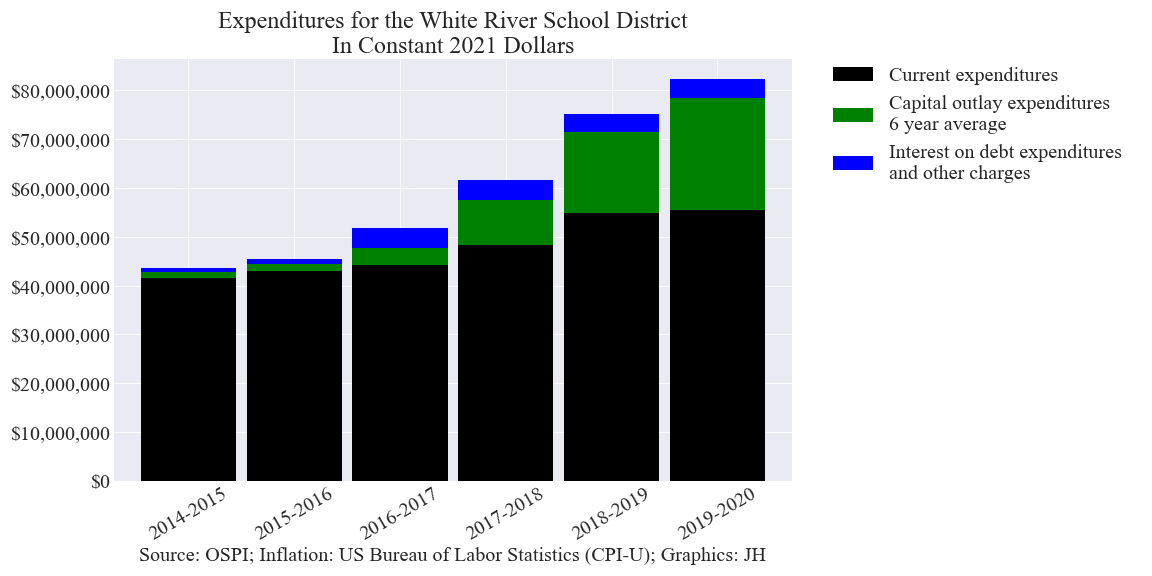 Expenditures for the White River School District
In Constant 2021 Dollars
$80,000,000
$70,000,000
$60,000,000
$50,000,000
$40,000,000
$30,000,000
$20,000,000
$10,000,000
$0
2014-2015
2015-2016
2016-2017
2017-2018
2018-2019
2019-2020
Source: OSPI; Inflation: US Bureau of Labor Statistics (CPI-U); Graphics: JH
Current expenditures
Capital outlay expenditures
6 year average
Interest on debt expenditures
and other charges